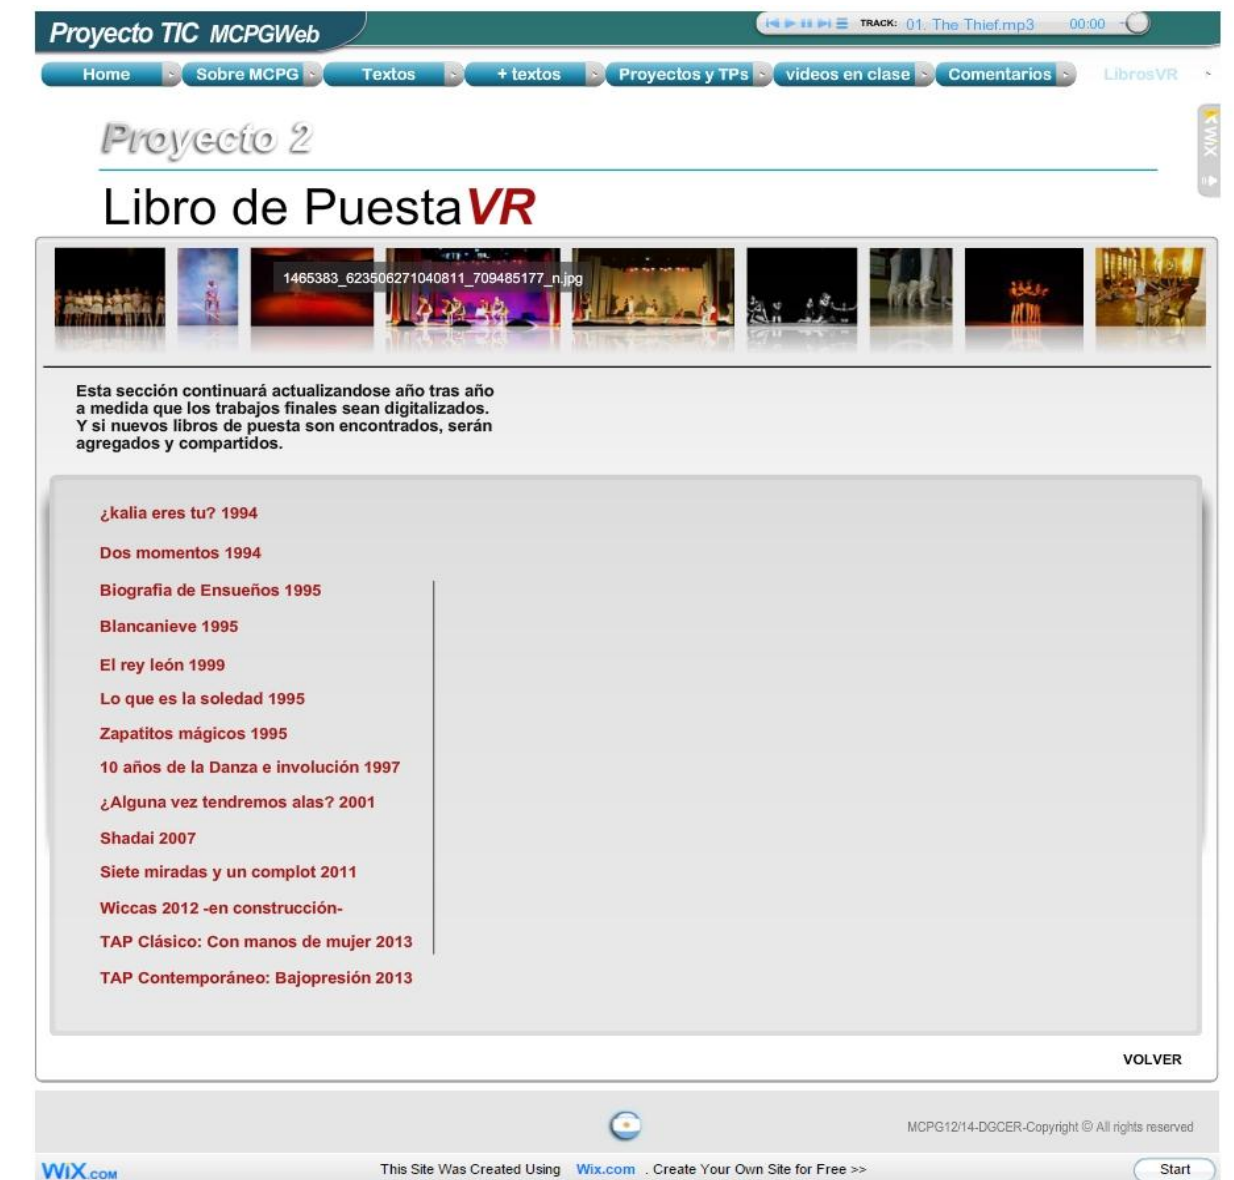 Proyecto TIC MCPGWeb
TRACK: 01. The Thief.mp3 00:00
Home Sobre MCPG Textos + textos Proyectos y TPs videos en clase Comentarios LibrosVR
WiX
Proyecto 2
Libro de PuestaVR
1465383_623506271040811_709485177_n.jpg
Esta sección continuará actualizandose año tras año
a medida que los trabajos finales sean digitalizados.
Y si nuevos libros de puesta son encontrados, serán
agregados y compartidos.
¿kalia eres tu? 1994
Dos momentos 1994
Biografia de Ensueños 1995
Blancanieve 1995
El rey león 1999
Lo que es la soledad 1995
Zapatitos mágicos 1995
10 años de la Danza e involución 1997
¿Alguna vez tendremos alas? 2001
Shadai 2007
Siete miradas y un complot 2011
Wiccas 2012 -en construcción-
TAP Clásico: Con manos de mujer 2013
TAP Contemporáneo: Bajopresión 2013
VOLVER
MCPG12/14-DGCER-Copyright © All rights reserved
WiX.COM This Site Was Created Using Wix.com . Create Your Own Site for Free >> Start